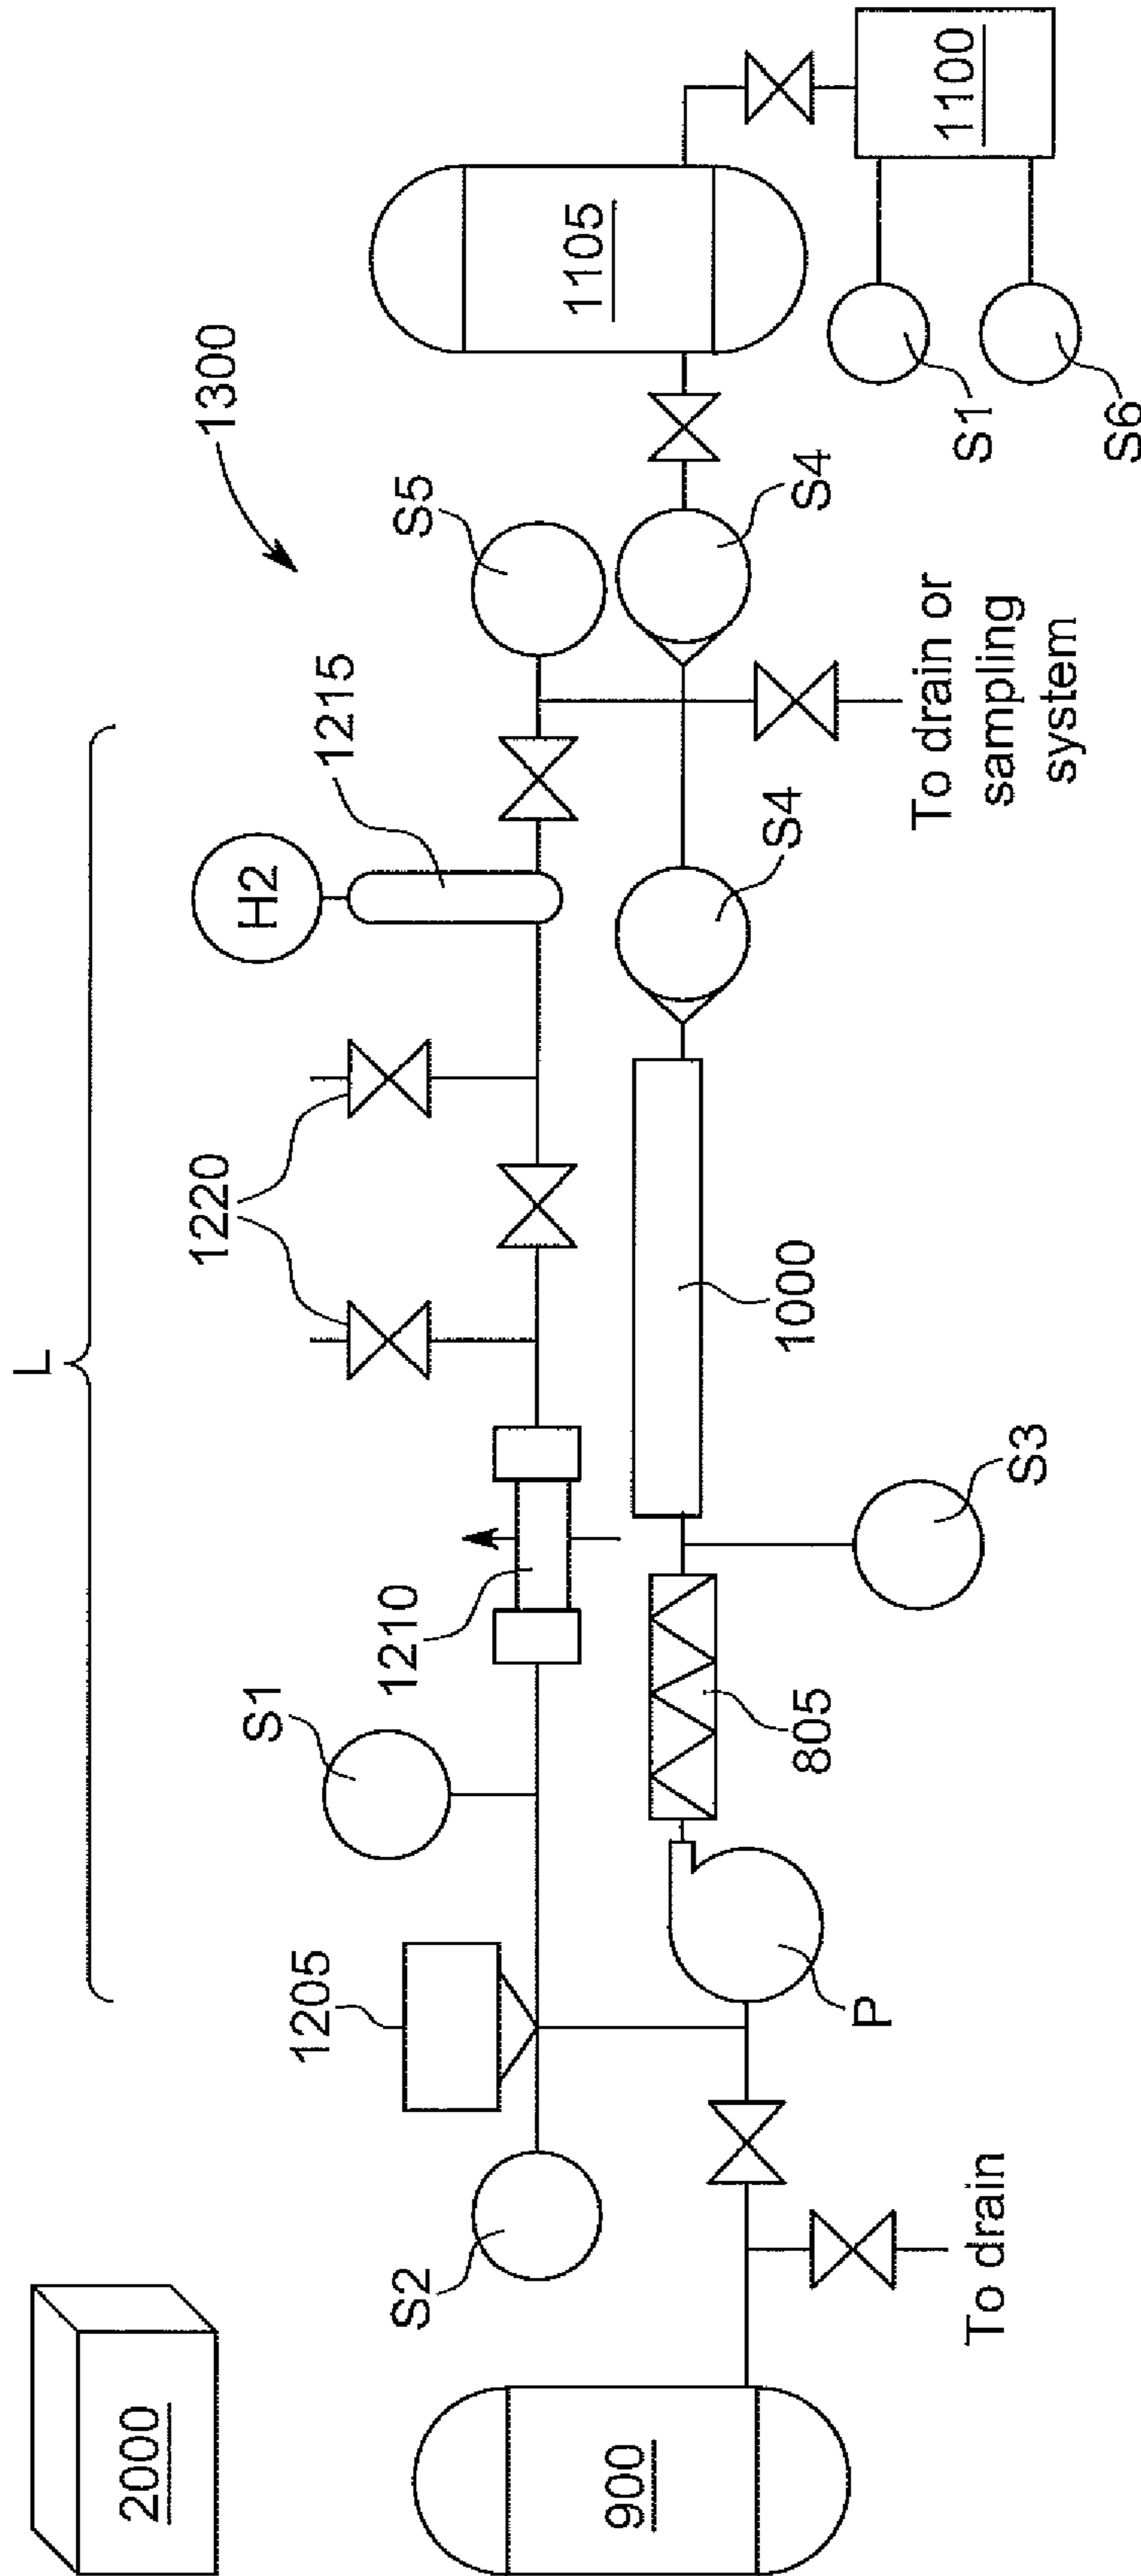 2000
L
1300
S2
1205
S1
1210
1220
H2
1215
S5
1105
1100
900
To drain
P
805
S3
1000
S4
S4
To drain or
sampling
system
S1
S6